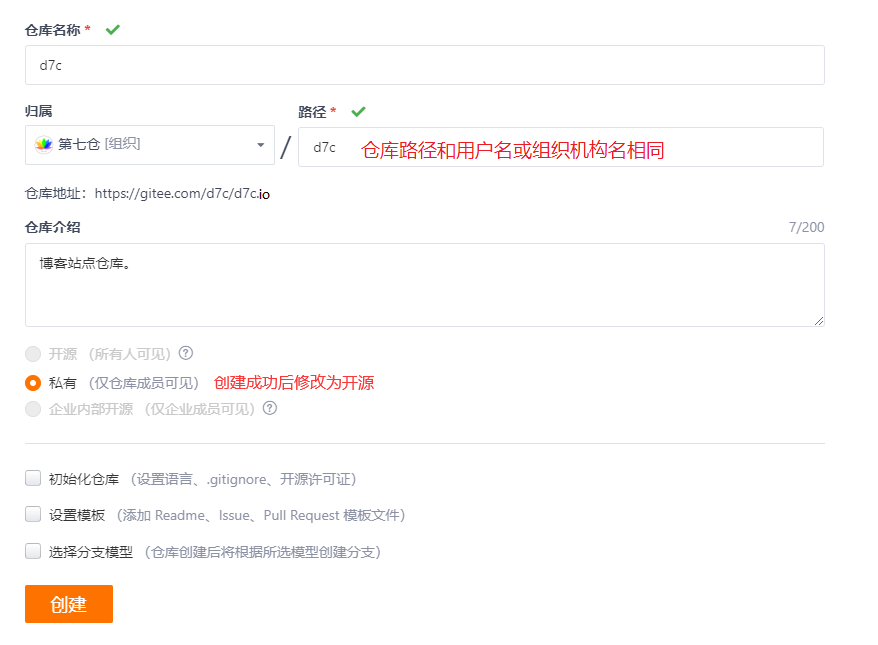 仓库名称 *
d7c
归属
路径 *
第七仓 [组织]
/
d7c 仓库路径和用户名或组织机构名相同
仓库地址：https://gitee.com/d7c/d7c.io
仓库介绍
7/200
博客站点仓库。
开源 （所有人可见） ?
私有 （仅仓库成员可见） 创建成功后修改为开源
企业内部开源 （仅企业成员可见） ?
初始化仓库 （设置语言、.gitignore、开源许可证）
设置模板 （添加 Readme、Issue、Pull Request 模板文件）
选择分支模型 （仓库创建后将根据所选模型创建分支）
创建